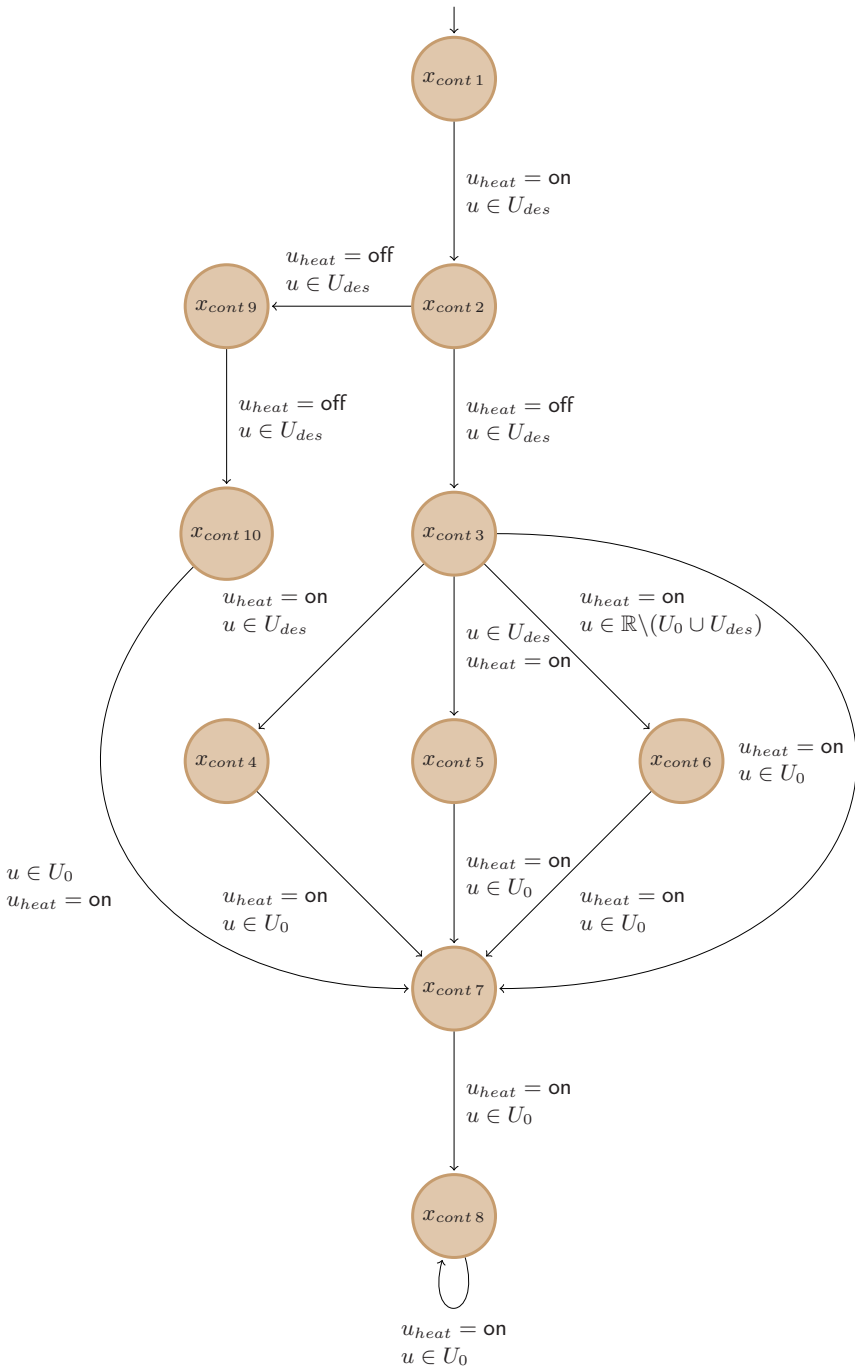 x_{cont 1}
u_{heat} = on
u ∈ U_{des}
u_{heat} = off
u ∈ U_{des}
x_{cont 9}
x_{cont 2}
u_{heat} = off
u ∈ U_{des}
u_{heat} = off
u ∈ U_{des}
x_{cont 10}
x_{cont 3}
u_{heat} = on
u ∈ U_{des}
u ∈ U_{des}
u_{heat} = on
u_{heat} = on
u ∈ ℝ\(U_0 ∪ U_{des})
x_{cont 4}
x_{cont 5}
x_{cont 6}
u_{heat} = on
u ∈ U_0
u ∈ U_0
u_{heat} = on
u_{heat} = on
u ∈ U_0
u_{heat} = on
u ∈ U_0
u_{heat} = on
u ∈ U_0
x_{cont 7}
u_{heat} = on
u ∈ U_0
x_{cont 8}
u_{heat} = on
u ∈ U_0